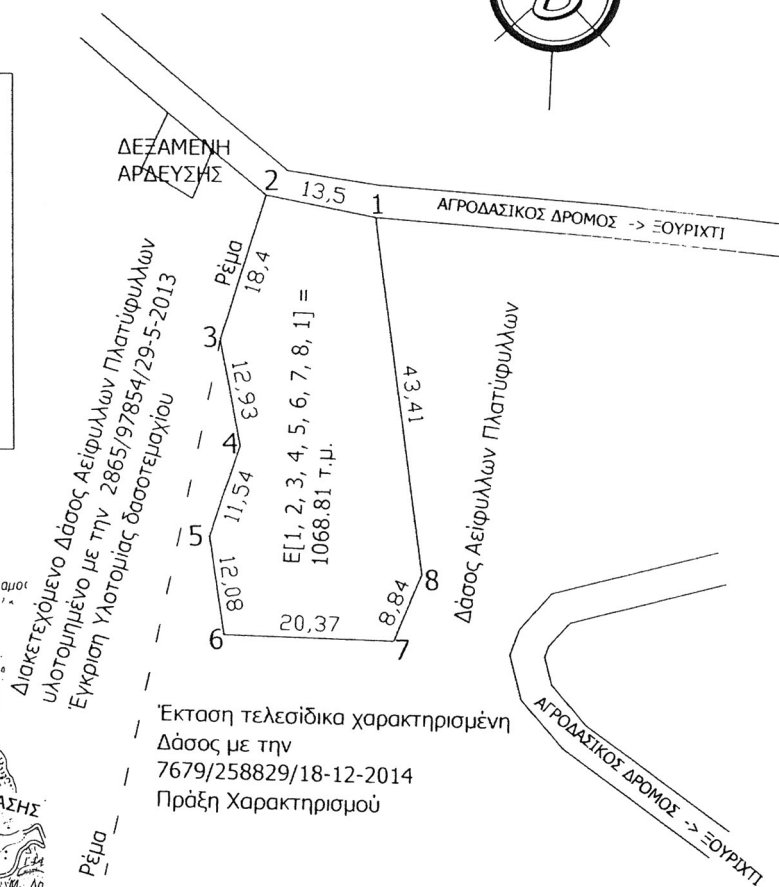 B
ΔΕΞΑΜΕΝΗ
ΑΡΔΕΥΣΗΣ
2
13,5
1
ΑΓΡΟΔΑΣΙΚΟΣ ΔΡΟΜΟΣ -> ΞΟΥΡΙΧΤΙ
Ρέμα
18,4
3
12,93
4
11,54
5
12,08
6
20,37
7
8,84
8
43,41
Ε[1, 2, 3, 4, 5, 6, 7, 8, 1] =
1068.81 τ.μ.
Διακετεχόμενο Δάσος Αείφυλλων Πλατύφυλλων
υλοτομημένο με την 2865/97854/29-5-2013
Έγκριση Υλοτομίας δασοτεμαχίου
Δάσος Αείφυλλων Πλατύφυλλων
Έκταση τελεσίδικα χαρακτηρισμένη
Δάσος με την
7679/258829/18-12-2014
Πράξη Χαρακτηρισμού
ΑΓΡΟΔΑΣΙΚΟΣ ΔΡΟΜΟΣ -> ΞΟΥΡΙΧΤΙ
Ρέμα
ΑΣΗΣ